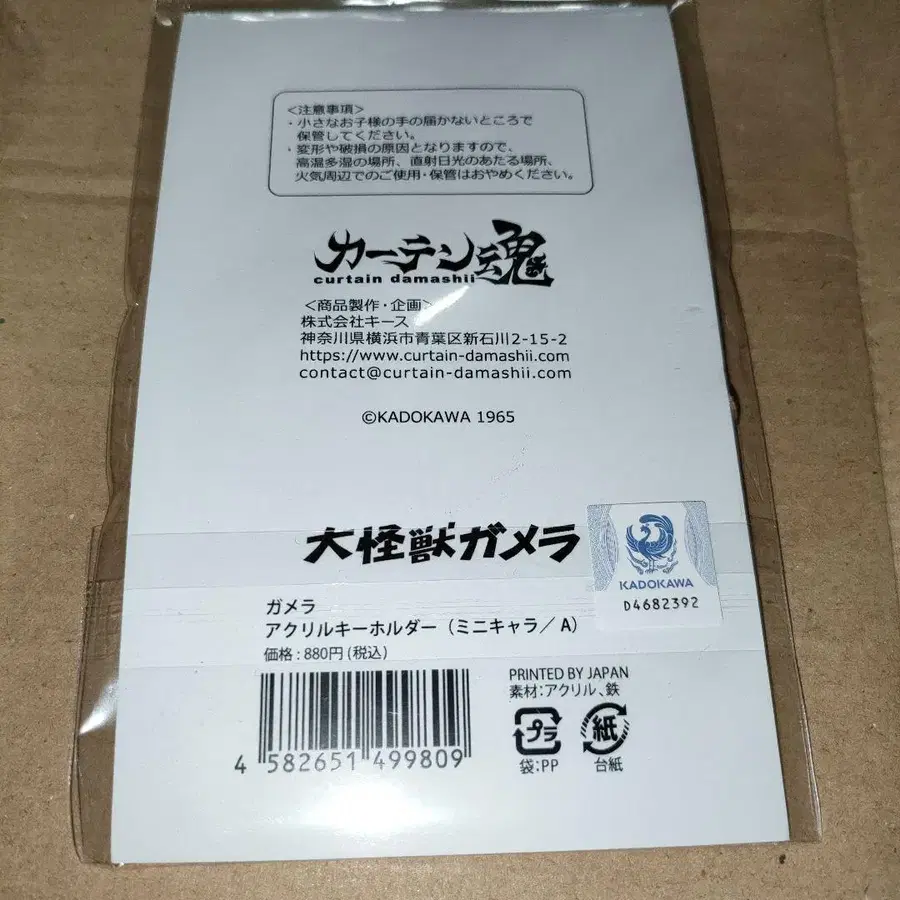 <注意事項>
・小さなお子様の手の届かないところで
保管してください。
・変形や破損の原因となりますので、
高温多湿の場所、直射日光のあたる場所、
火気周辺でのご使用・保管はおやめください。
カーテン魂
curtain damashii
<商品製作・企画>
株式会社キース
神奈川県横浜市青葉区新石川2-15-2
https://www.curtain-damashii.com
contact@curtain-damashii.com
©KADOKAWA 1965
大怪獣ガメラ
KADOKAWA
D4682392
ガメラ
アクリルキーホルダー（ミニキャラ／A）
価格:880円(税込)
PRINTED BY JAPAN
素材:アクリル、鉄
プラ
紙
袋:PP
台紙
4 582651 499809